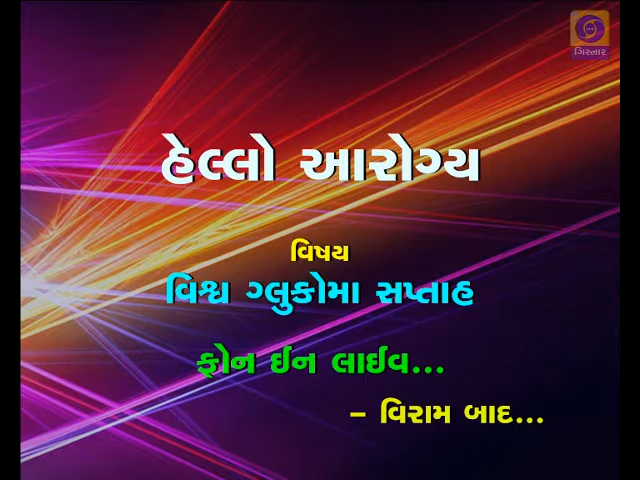 ગિરનાર
હેલ્લો આરોગ્ય
વિષય
વિશ્વ ગ્લુકોમા સપ્તાહ
ફોન ઈન લાઈવ...
– વિરામ બાદ...